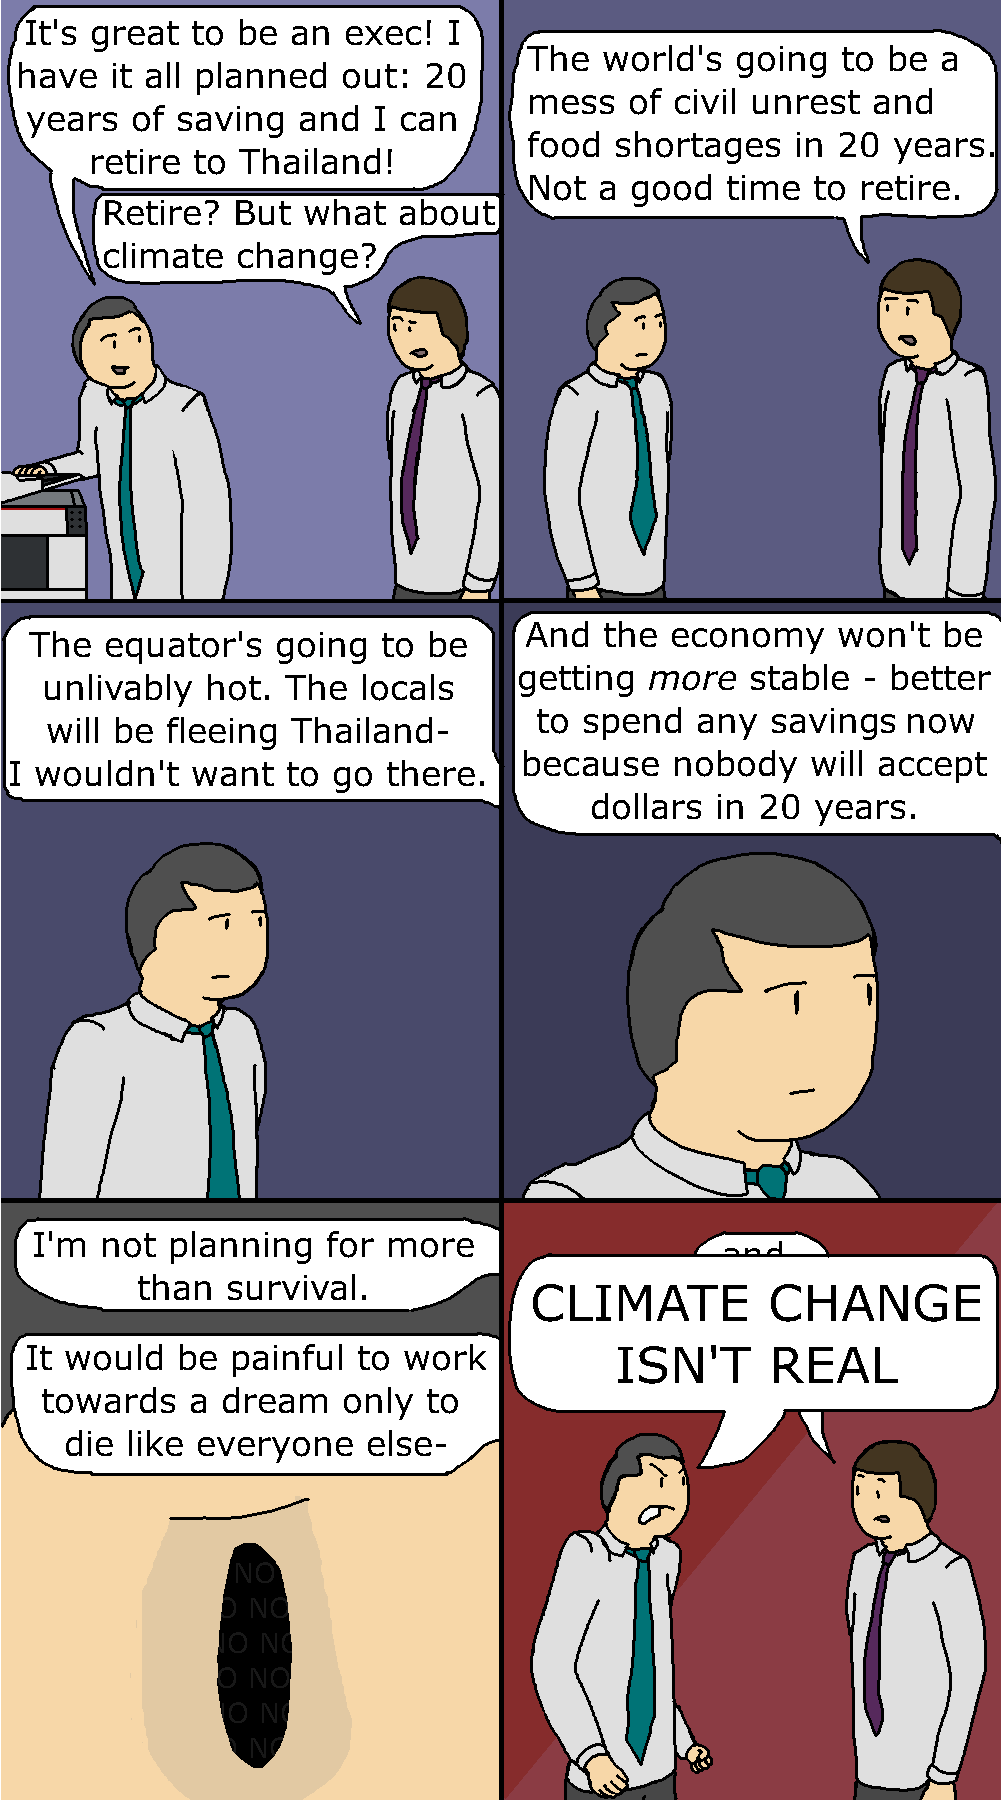 It's great to be an exec! I
have it all planned out: 20
years of saving and I can
retire to Thailand!
Retire? But what about
climate change?
The world's going to be a
mess of civil unrest and
food shortages in 20 years.
Not a good time to retire.
The equator's going to be
unlivably hot. The locals
will be fleeing Thailand-
I wouldn't want to go there.
And the economy won't be
getting more stable - better
to spend any savings now
because nobody will accept
dollars in 20 years.
I'm not planning for more
than survival.
It would be painful to work
towards a dream only to
die like everyone else-
NO
O NO
IO NO
O NO
O NO
NO
and
CLIMATE CHANGE
ISN'T REAL